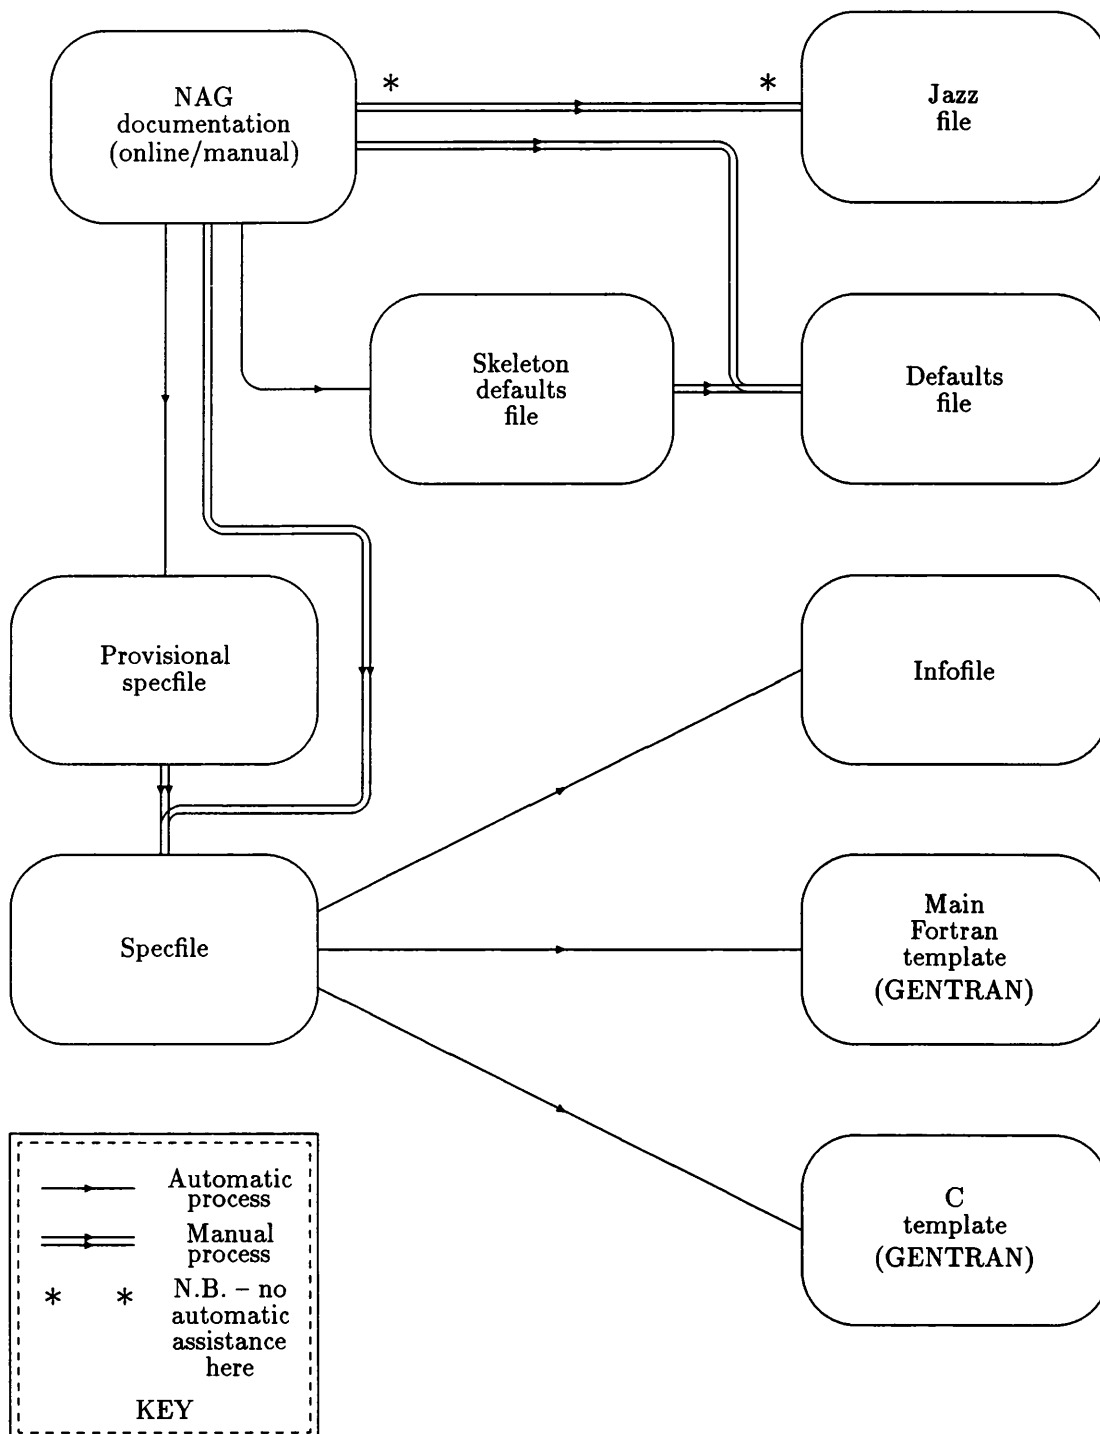 NAG
documentation
(online/manual)
*
*
Jazz
file
Skeleton
defaults
file
Defaults
file
Provisional
specfile
Infofile
Specfile
Main
Fortran
template
(GENTRAN)
C
template
(GENTRAN)
Automatic
process
Manual
process
* * N.B. – no
automatic
assistance
here
KEY